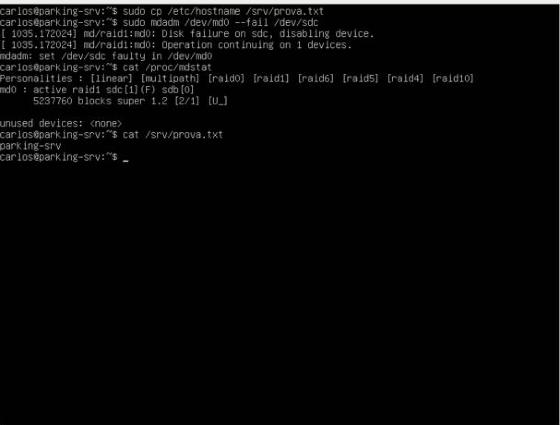 carlos@parking-srv:~$ sudo cp /etc/hostname /srv/prova.txt
carlos@parking-srv:~$ sudo mdadm /dev/md0 --fail /dev/sdc
[ 1035.172024] md/raid1:md0: Disk failure on sdc, disabling device.
[ 1035.172024] md/raid1:md0: Operation continuing on 1 devices.
mdadm: set /dev/sdc faulty in /dev/md0
carlos@parking-srv:~$ cat /proc/mdstat
Personalities : [linear] [multipath] [raid0] [raid1] [raid6] [raid5] [raid4] [raid10]
md0 : active raid1 sdc[1](F) sdb[0]
      5237760 blocks super 1.2 [2/1] [U_]
unused devices: <none>
carlos@parking-srv:~$ cat /srv/prova.txt
parking-srv
carlos@parking-srv:~$ _